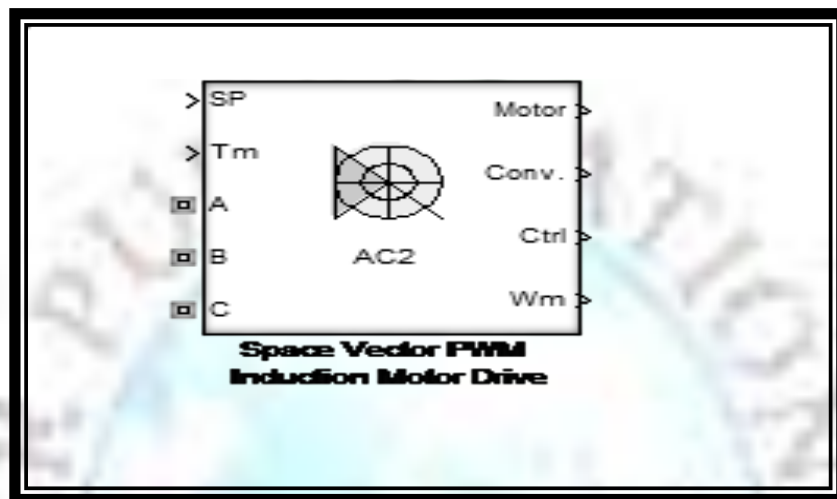 SP
Tm
A
B
C
Motor
Conv.
Ctrl
Wm
AC2
Space Vector PWM
Induction Motor Drive